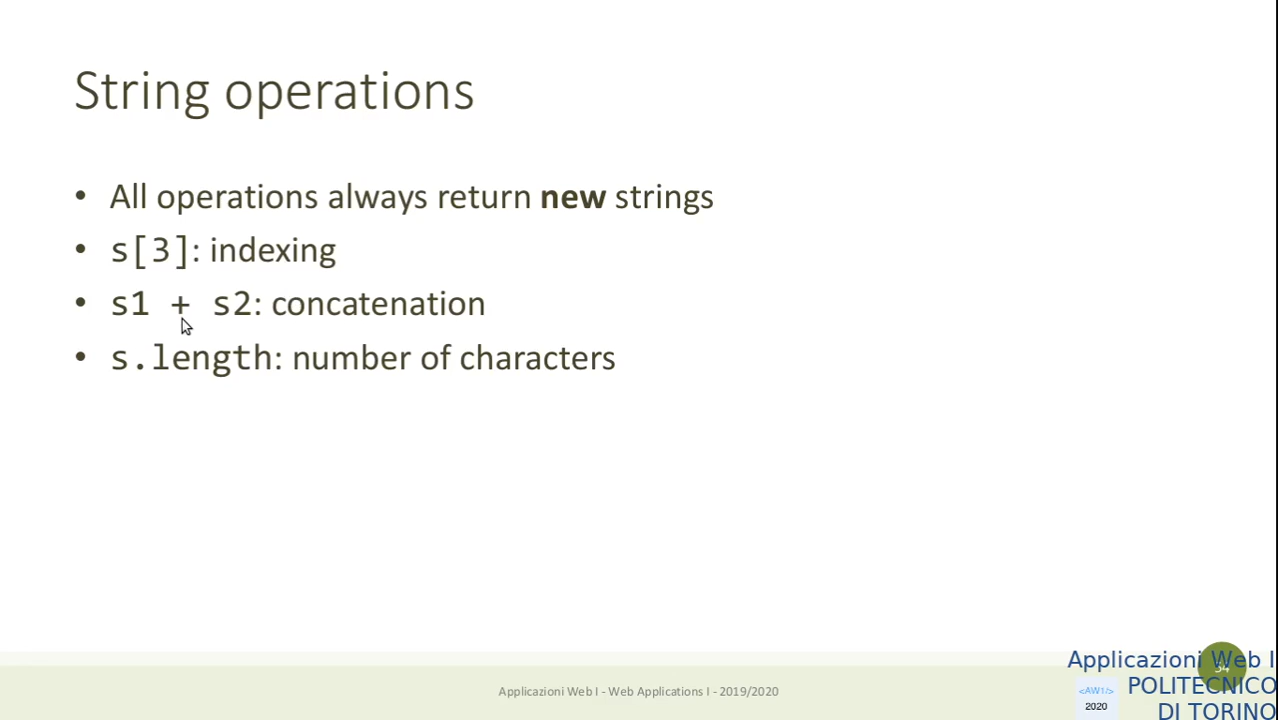 String operations
• All operations always return new strings
• s[3]: indexing
• s1 + s2: concatenation
• s.length: number of characters
Applicazioni Web I - Web Applications I - 2019/2020
54
Applicazioni Web I
POLITECNICO
DI TORINO
<AW1/>
2020